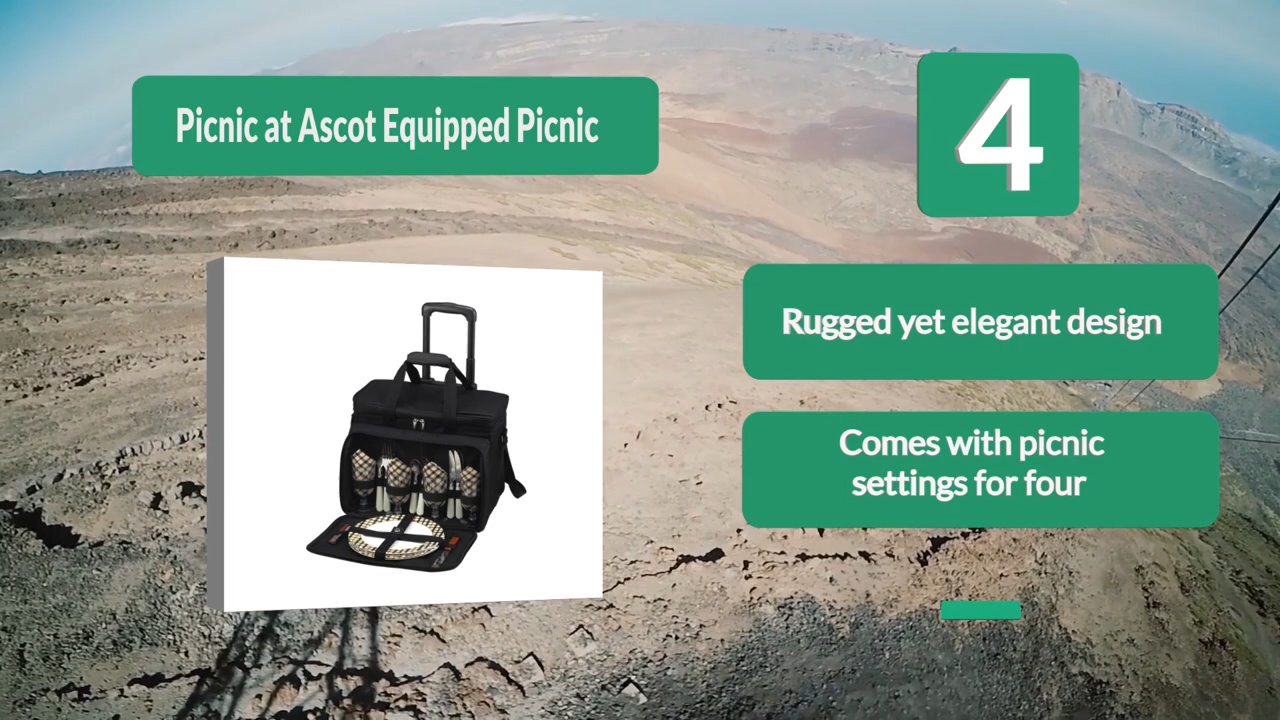 Picnic at Ascot Equipped Picnic
4
Rugged yet elegant design
Comes with picnic
settings for four